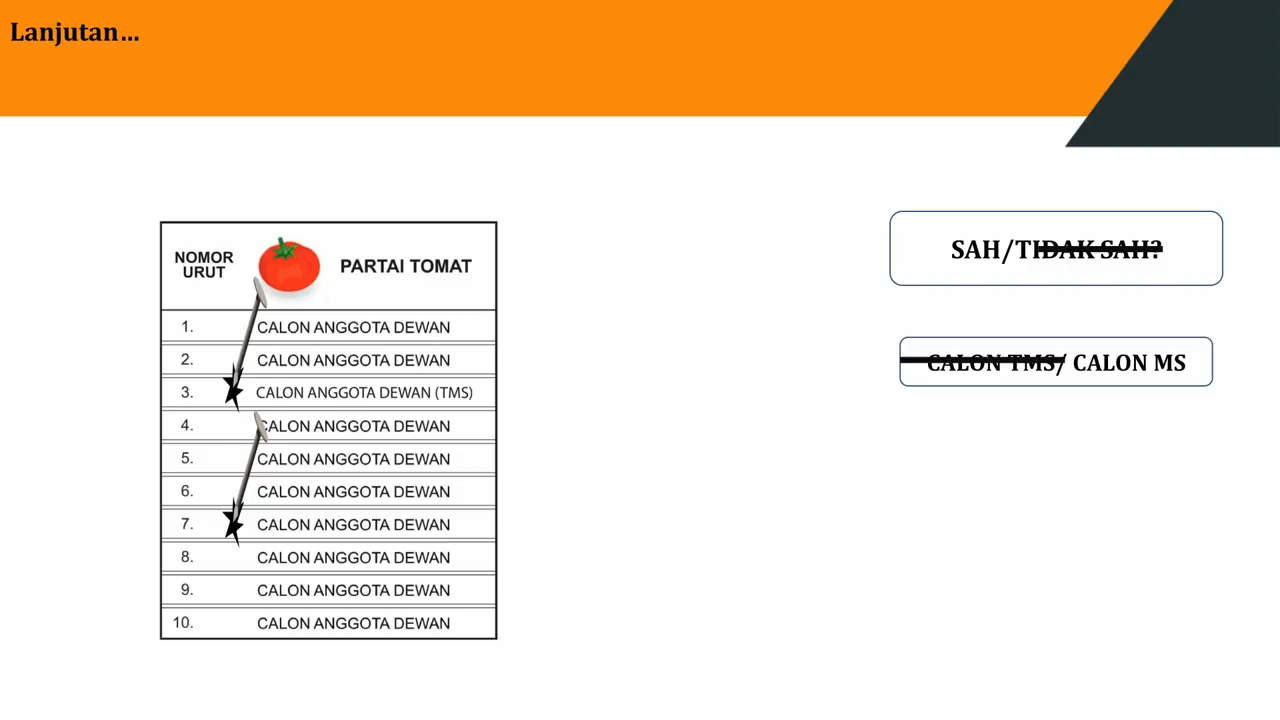 Lanjutan…
NOMOR URUT
PARTAI TOMAT
1. CALON ANGGOTA DEWAN
2. CALON ANGGOTA DEWAN
3. CALON ANGGOTA DEWAN (TMS)
4. CALON ANGGOTA DEWAN
5. CALON ANGGOTA DEWAN
6. CALON ANGGOTA DEWAN
7. CALON ANGGOTA DEWAN
8. CALON ANGGOTA DEWAN
9. CALON ANGGOTA DEWAN
10. CALON ANGGOTA DEWAN
SAH/TIDAK SAH?
CALON TMS/ CALON MS